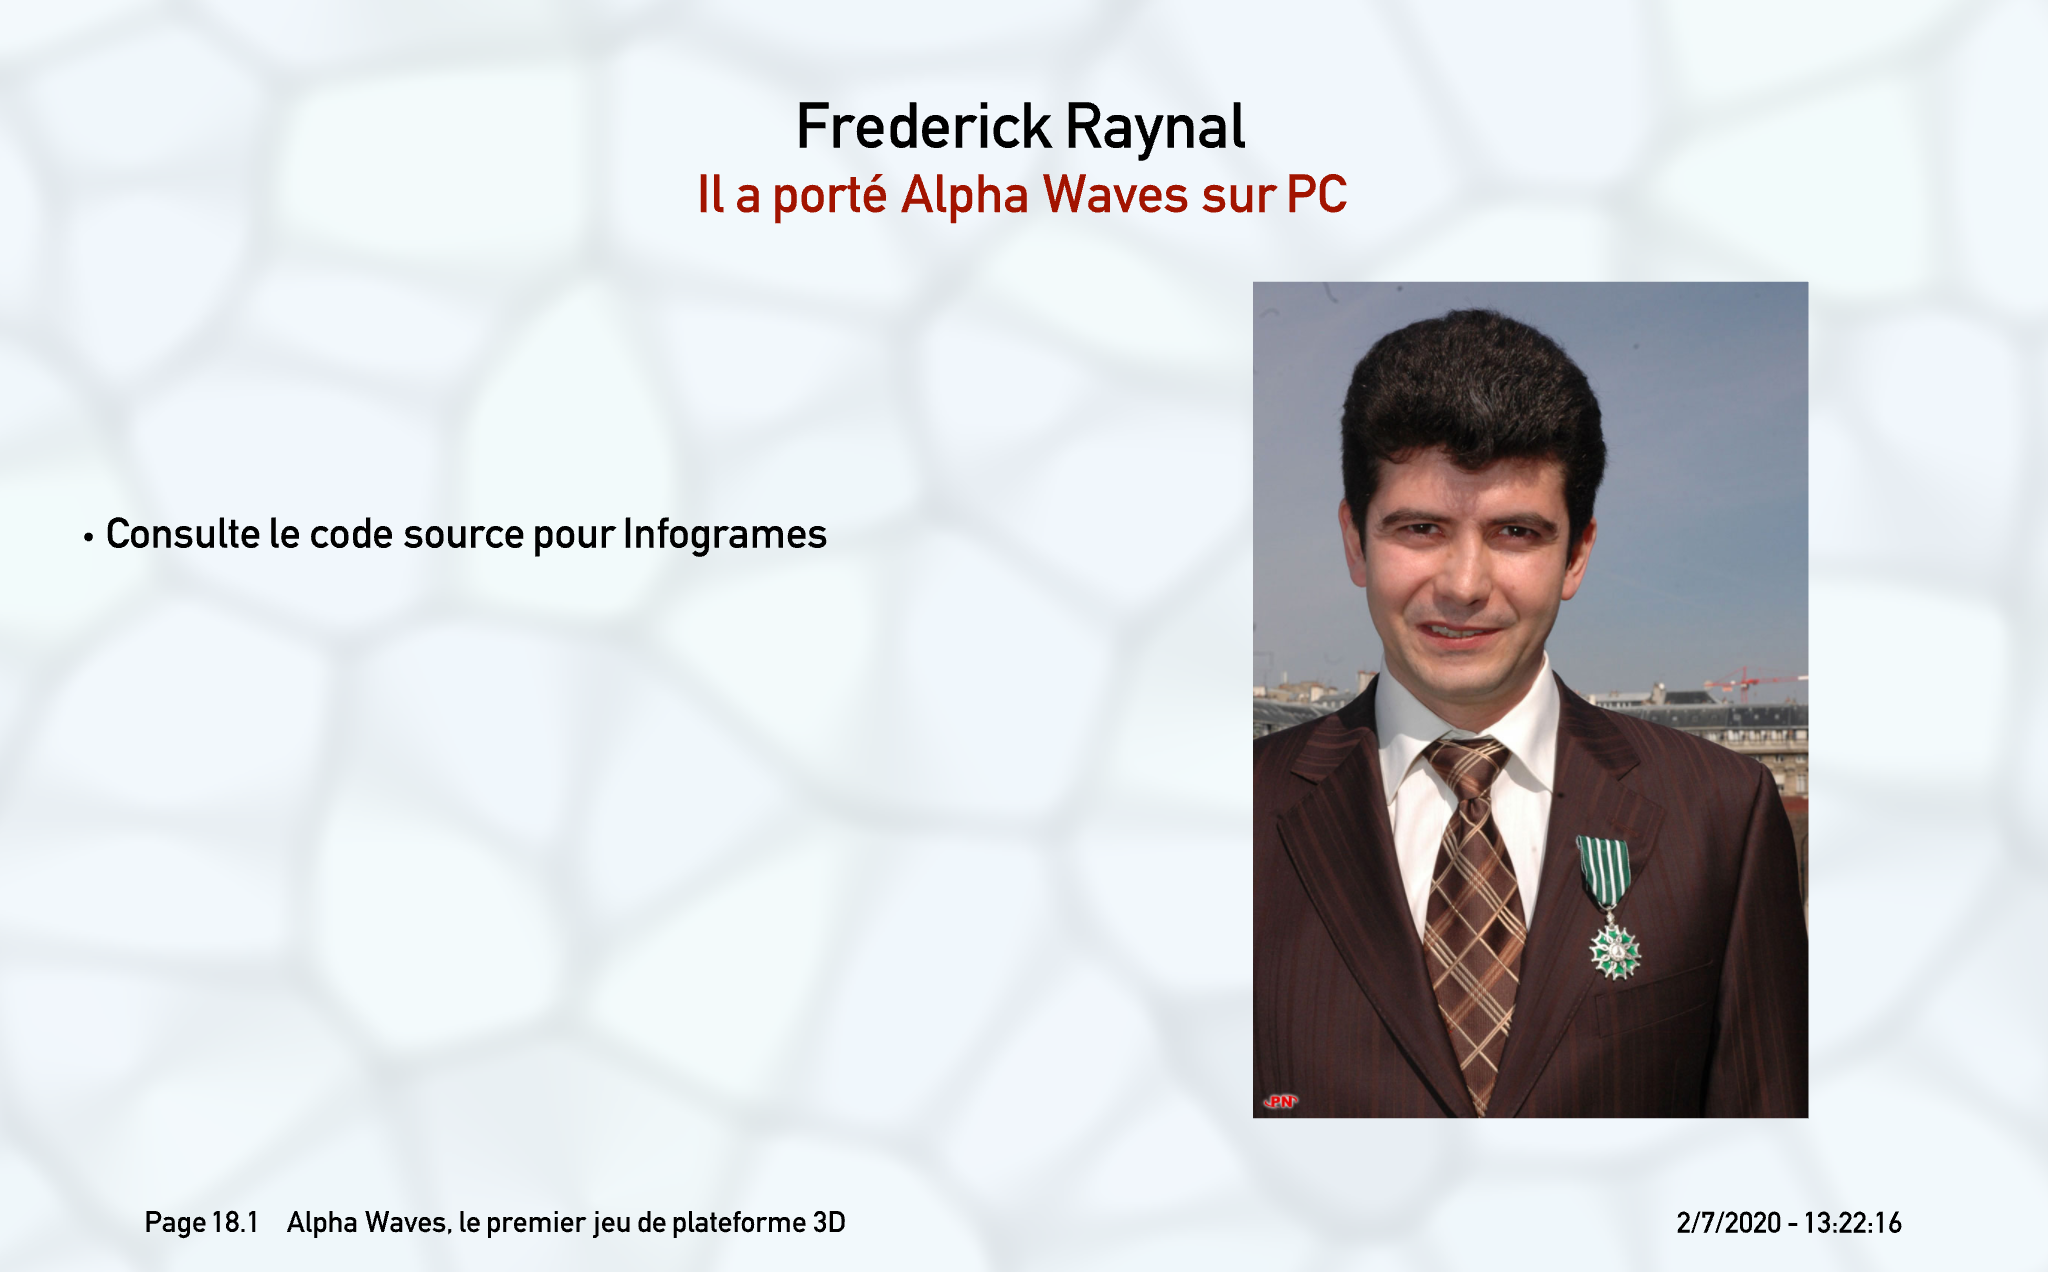 Frederick Raynal
Il a porté Alpha Waves sur PC
• Consulte le code source pour Infogrames
PN
Page 18.1 Alpha Waves, le premier jeu de plateforme 3D
2/7/2020 - 13:22:16